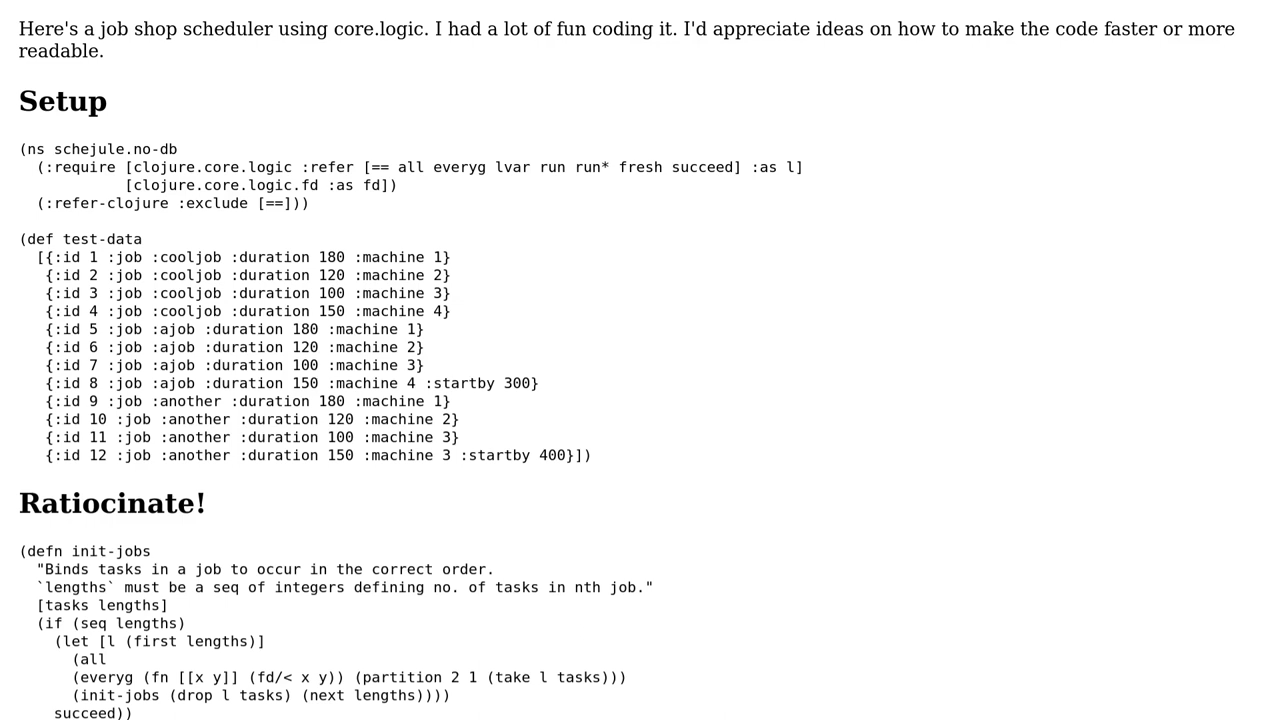 Here's a job shop scheduler using core.logic. I had a lot of fun coding it. I'd appreciate ideas on how to make the code faster or more
readable.
Setup
(ns schejule.no-db
  (:require [clojure.core.logic :refer [== all everyg lvar run run* fresh succeed] :as l]
            [clojure.core.logic.fd :as fd])
  (:refer-clojure :exclude [==]))
(def test-data
  [{:id 1 :job :cooljob :duration 180 :machine 1}
   {:id 2 :job :cooljob :duration 120 :machine 2}
   {:id 3 :job :cooljob :duration 100 :machine 3}
   {:id 4 :job :cooljob :duration 150 :machine 4}
   {:id 5 :job :ajob :duration 180 :machine 1}
   {:id 6 :job :ajob :duration 120 :machine 2}
   {:id 7 :job :ajob :duration 100 :machine 3}
   {:id 8 :job :ajob :duration 150 :machine 4 :startby 300}
   {:id 9 :job :another :duration 180 :machine 1}
   {:id 10 :job :another :duration 120 :machine 2}
   {:id 11 :job :another :duration 100 :machine 3}
   {:id 12 :job :another :duration 150 :machine 3 :startby 400}])
Ratiocinate!
(defn init-jobs
  "Binds tasks in a job to occur in the correct order.
  `lengths` must be a seq of integers defining no. of tasks in nth job."
  [tasks lengths]
  (if (seq lengths)
    (let [l (first lengths)]
      (all
      (everyg (fn [[x y]] (fd/< x y)) (partition 2 1 (take l tasks)))
      (init-jobs (drop l tasks) (next lengths))))
    succeed))